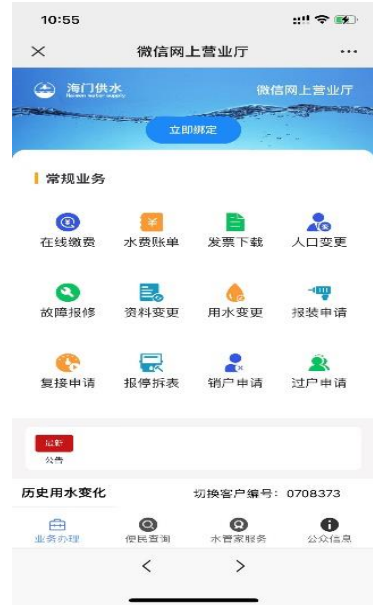 10:55
微信网上营业厅
海门供水
Haimen water supply
微信网上营业厅
立即绑定
常规业务
在线缴费 水费账单 发票下载 人口变更
故障报修 资料变更 用水变更 报装申请
复接申请 报停拆表 销户申请 过户申请
最新
公告
历史用水变化 切换客户编号: 0708373
业务办理 便民查询 水管家服务 公众信息